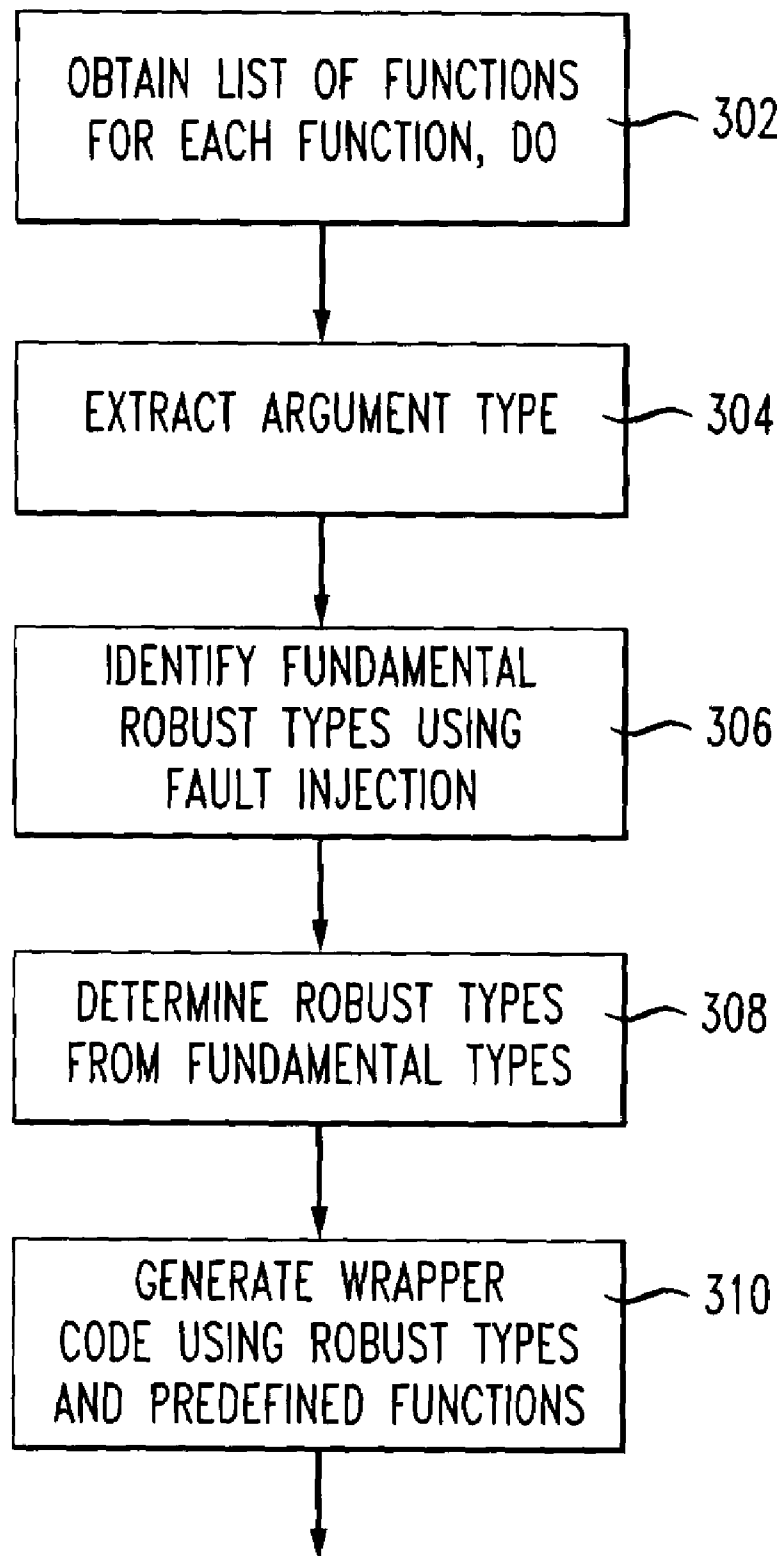 OBTAIN LIST OF FUNCTIONS
FOR EACH FUNCTION, DO
302
EXTRACT ARGUMENT TYPE
304
IDENTIFY FUNDAMENTAL
ROBUST TYPES USING
FAULT INJECTION
306
DETERMINE ROBUST TYPES
FROM FUNDAMENTAL TYPES
308
GENERATE WRAPPER
CODE USING ROBUST TYPES
AND PREDEFINED FUNCTIONS
310